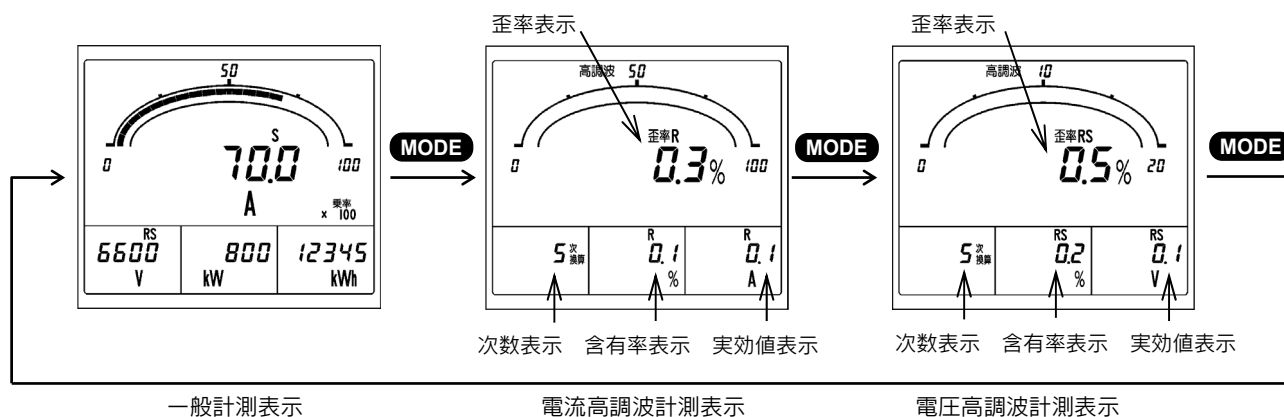 歪率表示
歪率表示
50
S
0
70.0
100
A
乗率
× 100
RS
6600
V
800
kW
12345
kWh
MODE
高調波 50
歪率R
0
0.3%
100
5次
換算
R
0.1
%
R
0.1
A
MODE
高調波 10
歪率RS
0
0.5%
20
5次
換算
RS
0.2
%
RS
0.1
V
MODE
次数表示
含有率表示
実効値表示
次数表示
含有率表示
実効値表示
一般計測表示
電流高調波計測表示
電圧高調波計測表示